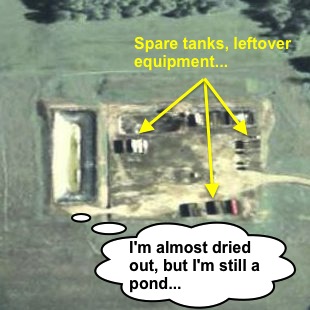 Spare tanks, leftover
equipment...
I'm almost dried
out, but I'm still a
pond...